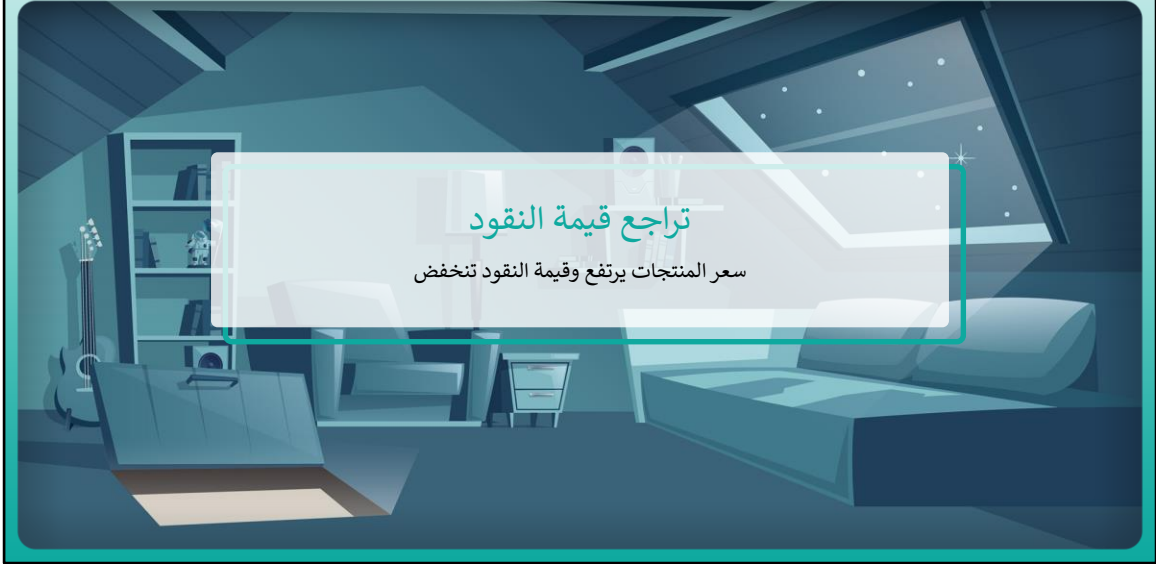 تراجع قيمة النقود
سعر المنتجات يرتفع وقيمة النقود تنخفض